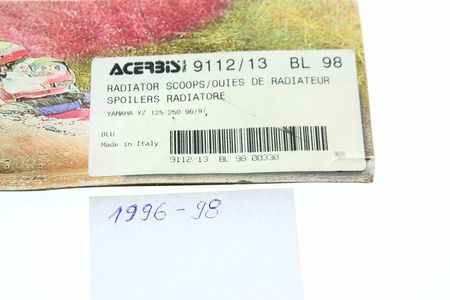 ACERBIS 9112/13 BL 98
RADIATOR SCOOPS/OUIES DE RADIATEUR
SPOILERS RADIATORE
YAMAHA YZ 125-250 96/97
BLU
Made in Italy
9112/13 BL 98 00330
1996-98